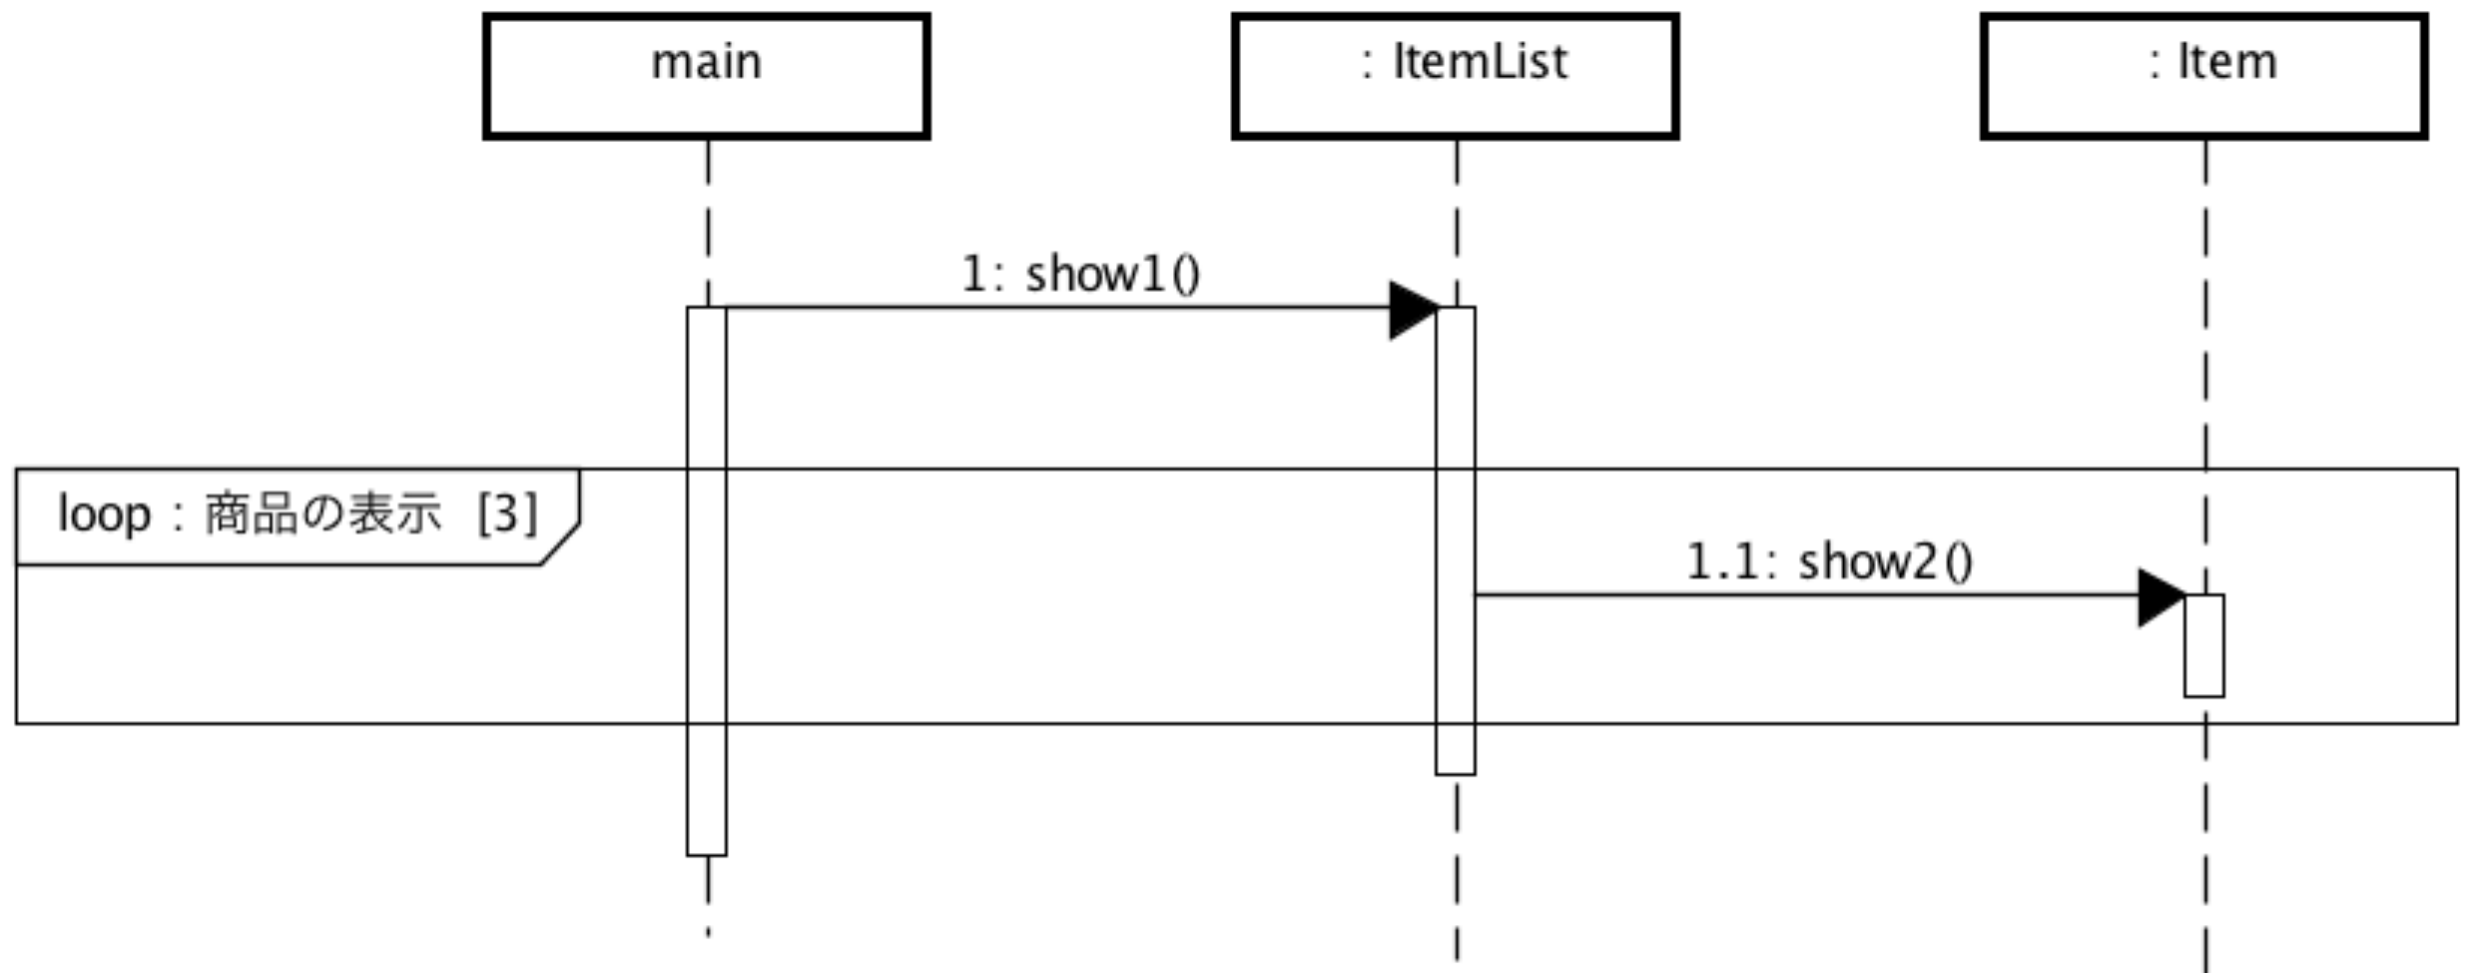 main
: ItemList
: Item
1: show1()
loop : 商品の表示 [3]
1.1: show2()